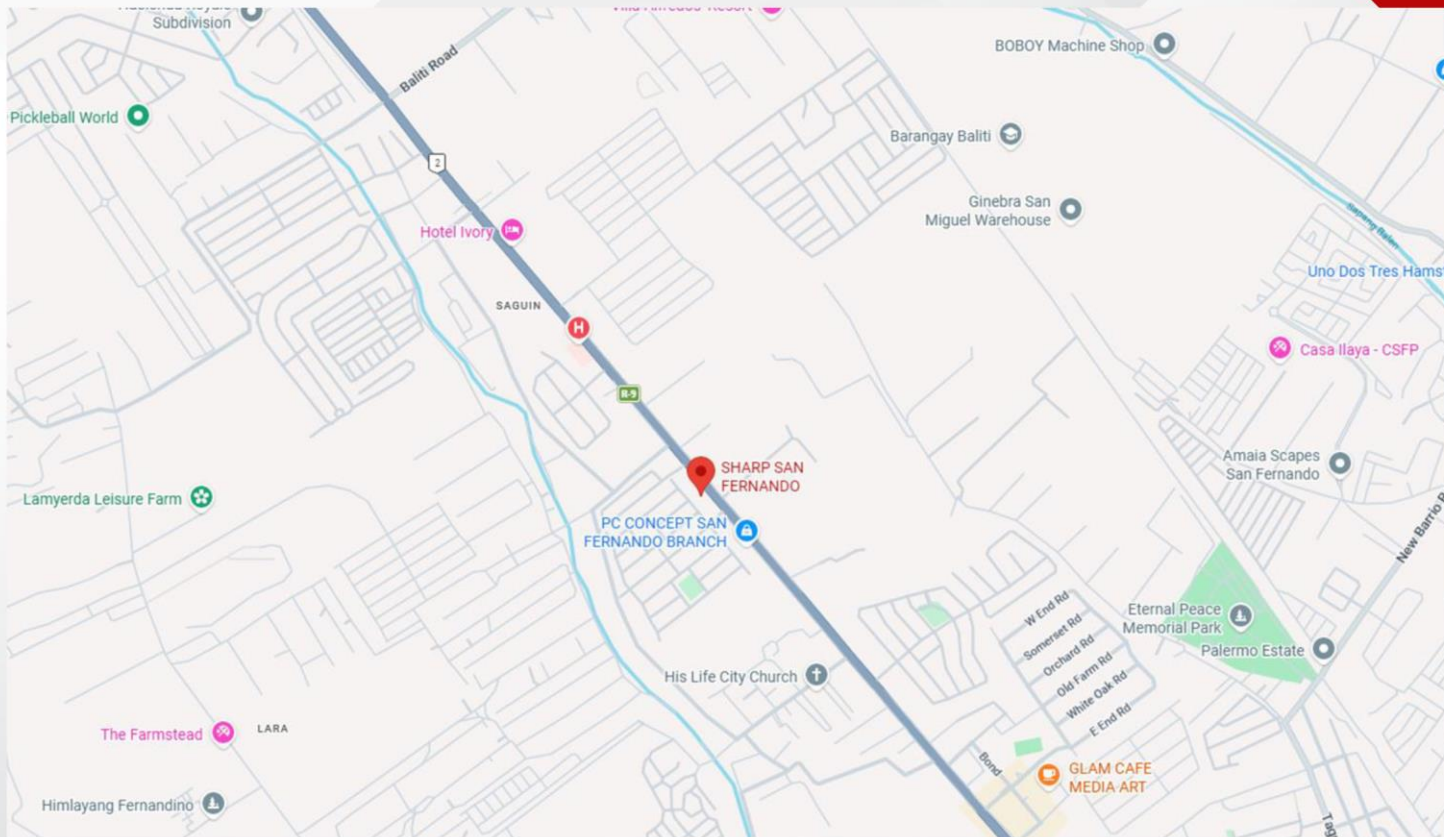 Subdivision
Baliti Road
BOBOY Machine Shop
Pickleball World
Barangay Baliti
2
Ginebra San
Miguel Warehouse
Hotel Ivory
Sapang Balen
Uno Dos Tres Hams
SAGUIN
H
Casa Ilaya - CSFP
R-9
SHARP SAN
FERNANDO
Amaia Scapes
San Fernando
Lamyerda Leisure Farm
PC CONCEPT SAN
FERNANDO BRANCH
New Barrio R
W End Rd
Somerset Rd
Orchard Rd
Old Farm Rd
White Oak Rd
E End Rd
Eternal Peace
Memorial Park
Palermo Estate
His Life City Church
The Farmstead
LARA
Bond
GLAM CAFE
MEDIA ART
Himlayang Fernandino
Tag